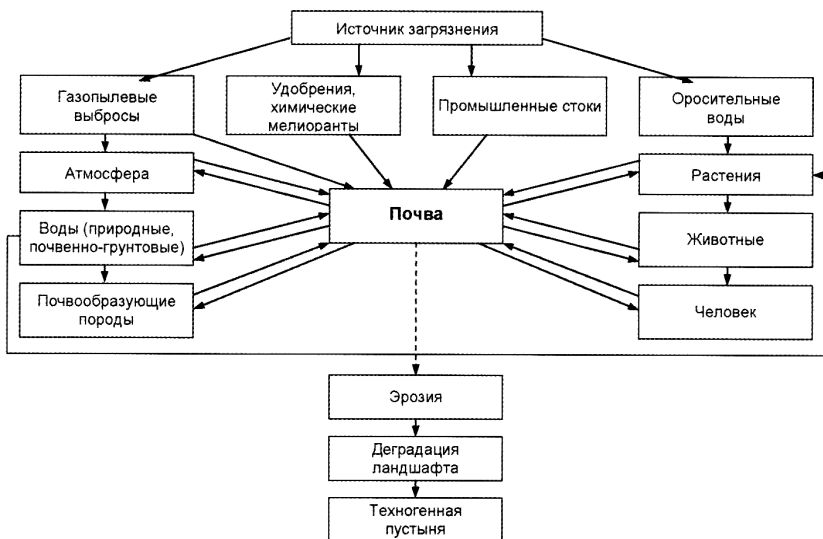 Источник загрязнения
Газопылевые
выбросы
Удобрения,
химические
мелиоранты
Промышленные стоки
Оросительные
воды
Атмосфера
Растения
Почва
Воды (природные,
почвенно-грунтовые)
Животные
Почвообразующие
породы
Человек
Эрозия
Деградация
ландшафта
Техногенная
пустыня